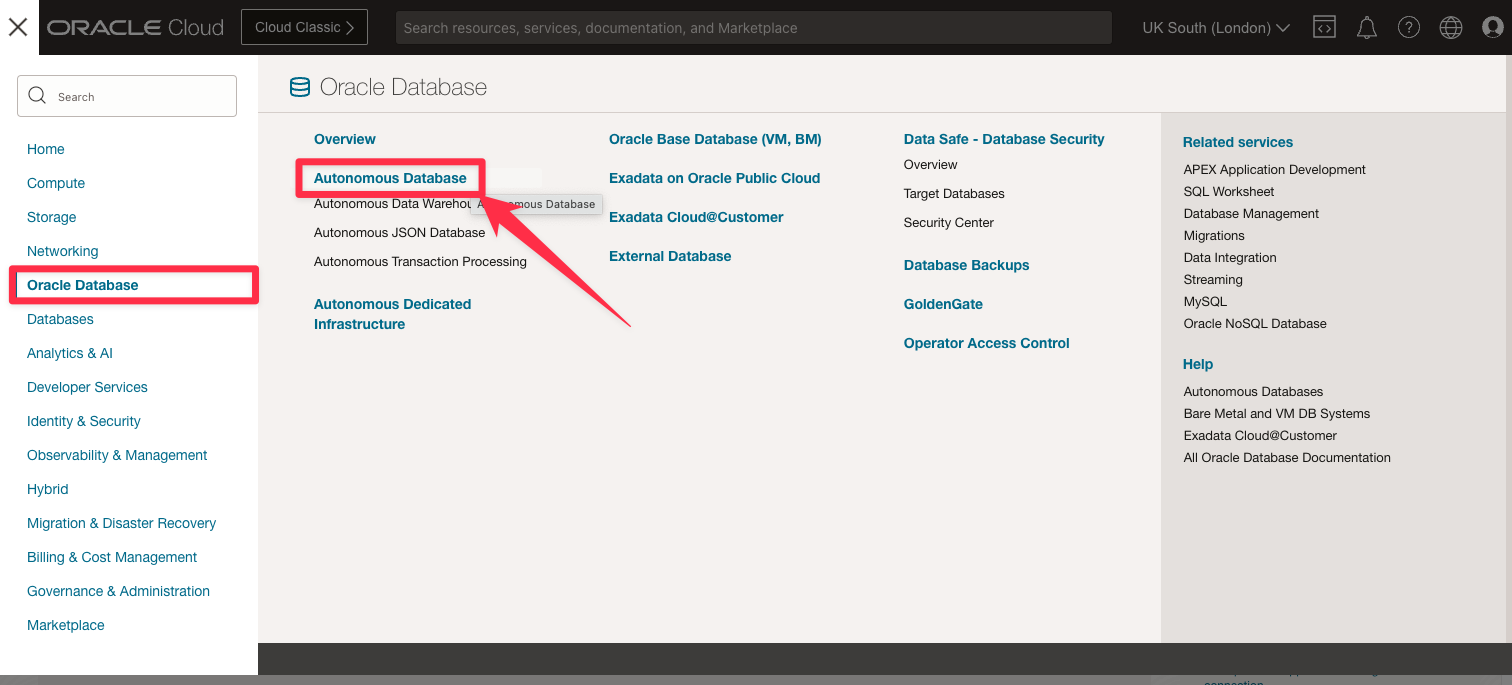 ORACLE Cloud
Cloud Classic
Search resources, services, documentation, and Marketplace
UK South (London)
Search
Home
Compute
Storage
Networking
Oracle Database
Databases
Analytics & AI
Developer Services
Identity & Security
Observability & Management
Hybrid
Migration & Disaster Recovery
Billing & Cost Management
Governance & Administration
Marketplace
Oracle Database
Overview
Autonomous Database
Autonomous Data
Database
Autonomous JSON Database
Autonomous Transaction Processing
Autonomous Dedicated
Infrastructure
Oracle Base Database (VM, BM)
Exadata on Oracle Public Cloud
Exadata Cloud@Customer
External Database
Data Safe - Database Security
Overview
Target Databases
Security Center
Database Backups
GoldenGate
Operator Access Control
Related services
APEX Application Development
SQL Worksheet
Database Management
Migrations
Data Integration
Streaming
MySQL
Oracle NoSQL Database
Help
Autonomous Databases
Bare Metal and VM DB Systems
Exadata Cloud@Customer
All Oracle Database Documentation